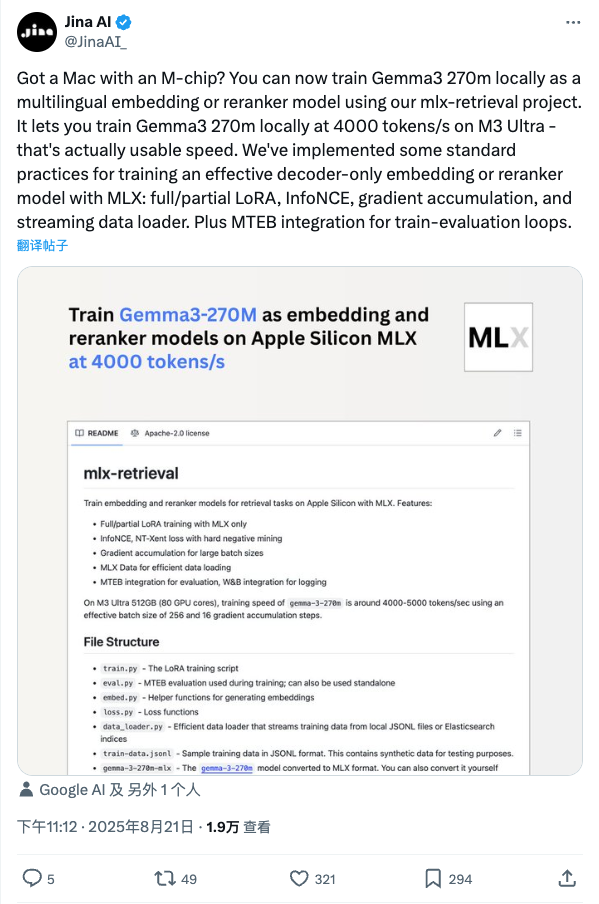 Jina AI
@JinaAI_
Got a Mac with an M-chip? You can now train Gemma3 270m locally as a
multilingual embedding or reranker model using our mlx-retrieval project.
It lets you train Gemma3 270m locally at 4000 tokens/s on M3 Ultra -
that's actually usable speed. We've implemented some standard
practices for training an effective decoder-only embedding or reranker
model with MLX: full/partial LoRA, InfoNCE, gradient accumulation, and
streaming data loader. Plus MTEB integration for train-evaluation loops.
翻译帖子
Train Gemma3-270M as embedding and
reranker models on Apple Silicon MLX
at 4000 tokens/s
MLX
README
Apache-2.0 license
mlx-retrieval
Train embedding and reranker models for retrieval tasks on Apple Silicon with MLX. Features:
• Full/partial LoRA training with MLX only
• InfoNCE, NT-Xent loss with hard negative mining
• Gradient accumulation for large batch sizes
• MLX Data for efficient data loading
• MTEB integration for evaluation, W&B integration for logging
On M3 Ultra 512GB (80 GPU cores), training speed of gemma-3-270m is around 4000-5000 tokens/sec using an
effective batch size of 256 and 16 gradient accumulation steps.
File Structure
• train.py - The LoRA training script
• eval.py - MTEB evaluation used during training; can also be used standalone
• embed.py - Helper functions for generating embeddings
• loss.py - Loss functions
• data_loader.py - Efficient data loader that streams training data from local JSONL files or Elasticsearch
indices
• train-data.jsonl - Sample training data in JSONL format. This contains synthetic data for testing purposes.
• gemma-3-270m-mlx - The gemma-3-270m model converted to MLX format. You can also convert it yourself
Google AI 及 另外 1 个人
下午11:12 · 2025年8月21日 · 1.9万 查看
5
49
321
294